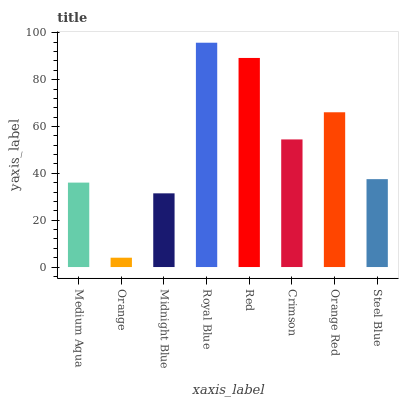 title
100
80
60
40
20
0
yaxis_label
Medium Aqua
Orange
Midnight Blue
Royal Blue
Red
Crimson
Orange Red
Steel Blue
xaxis_label